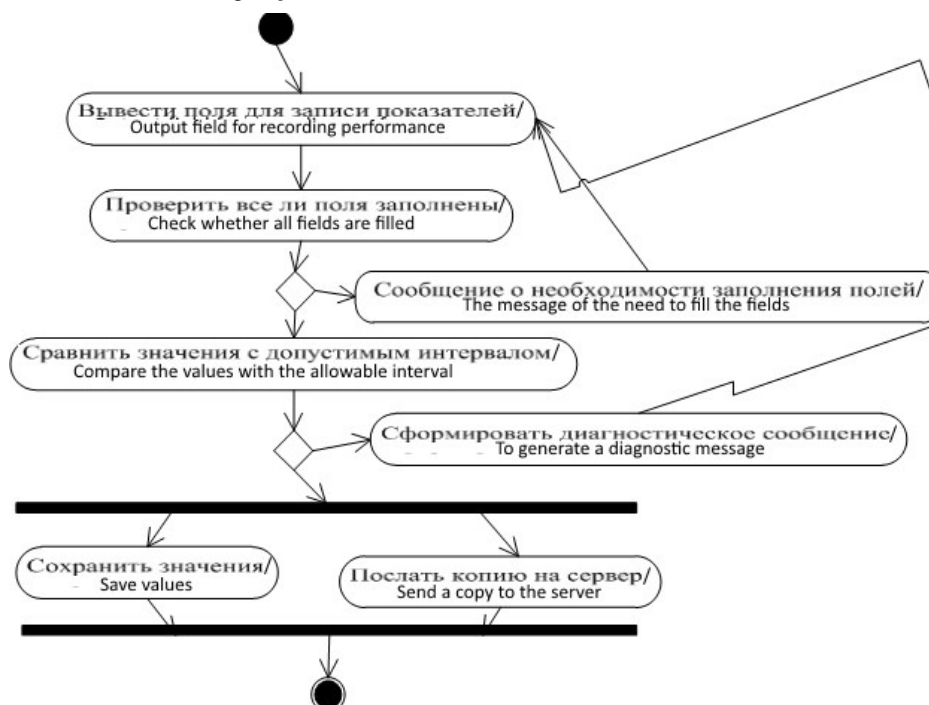 Вывести поля для записи показателей/
Output field for recording performance
Проверить все ли поля заполнены/
Check whether all fields are filled
Сообщение о необходимости заполнения полей/
The message of the need to fill the fields
Сравнить значения с допустимым интервалом/
Compare the values with the allowable interval
Сформировать диагностическое сообщение/
To generate a diagnostic message
Сохранить значения/
Save values
Послать копию на сервер/
Send a copy to the server